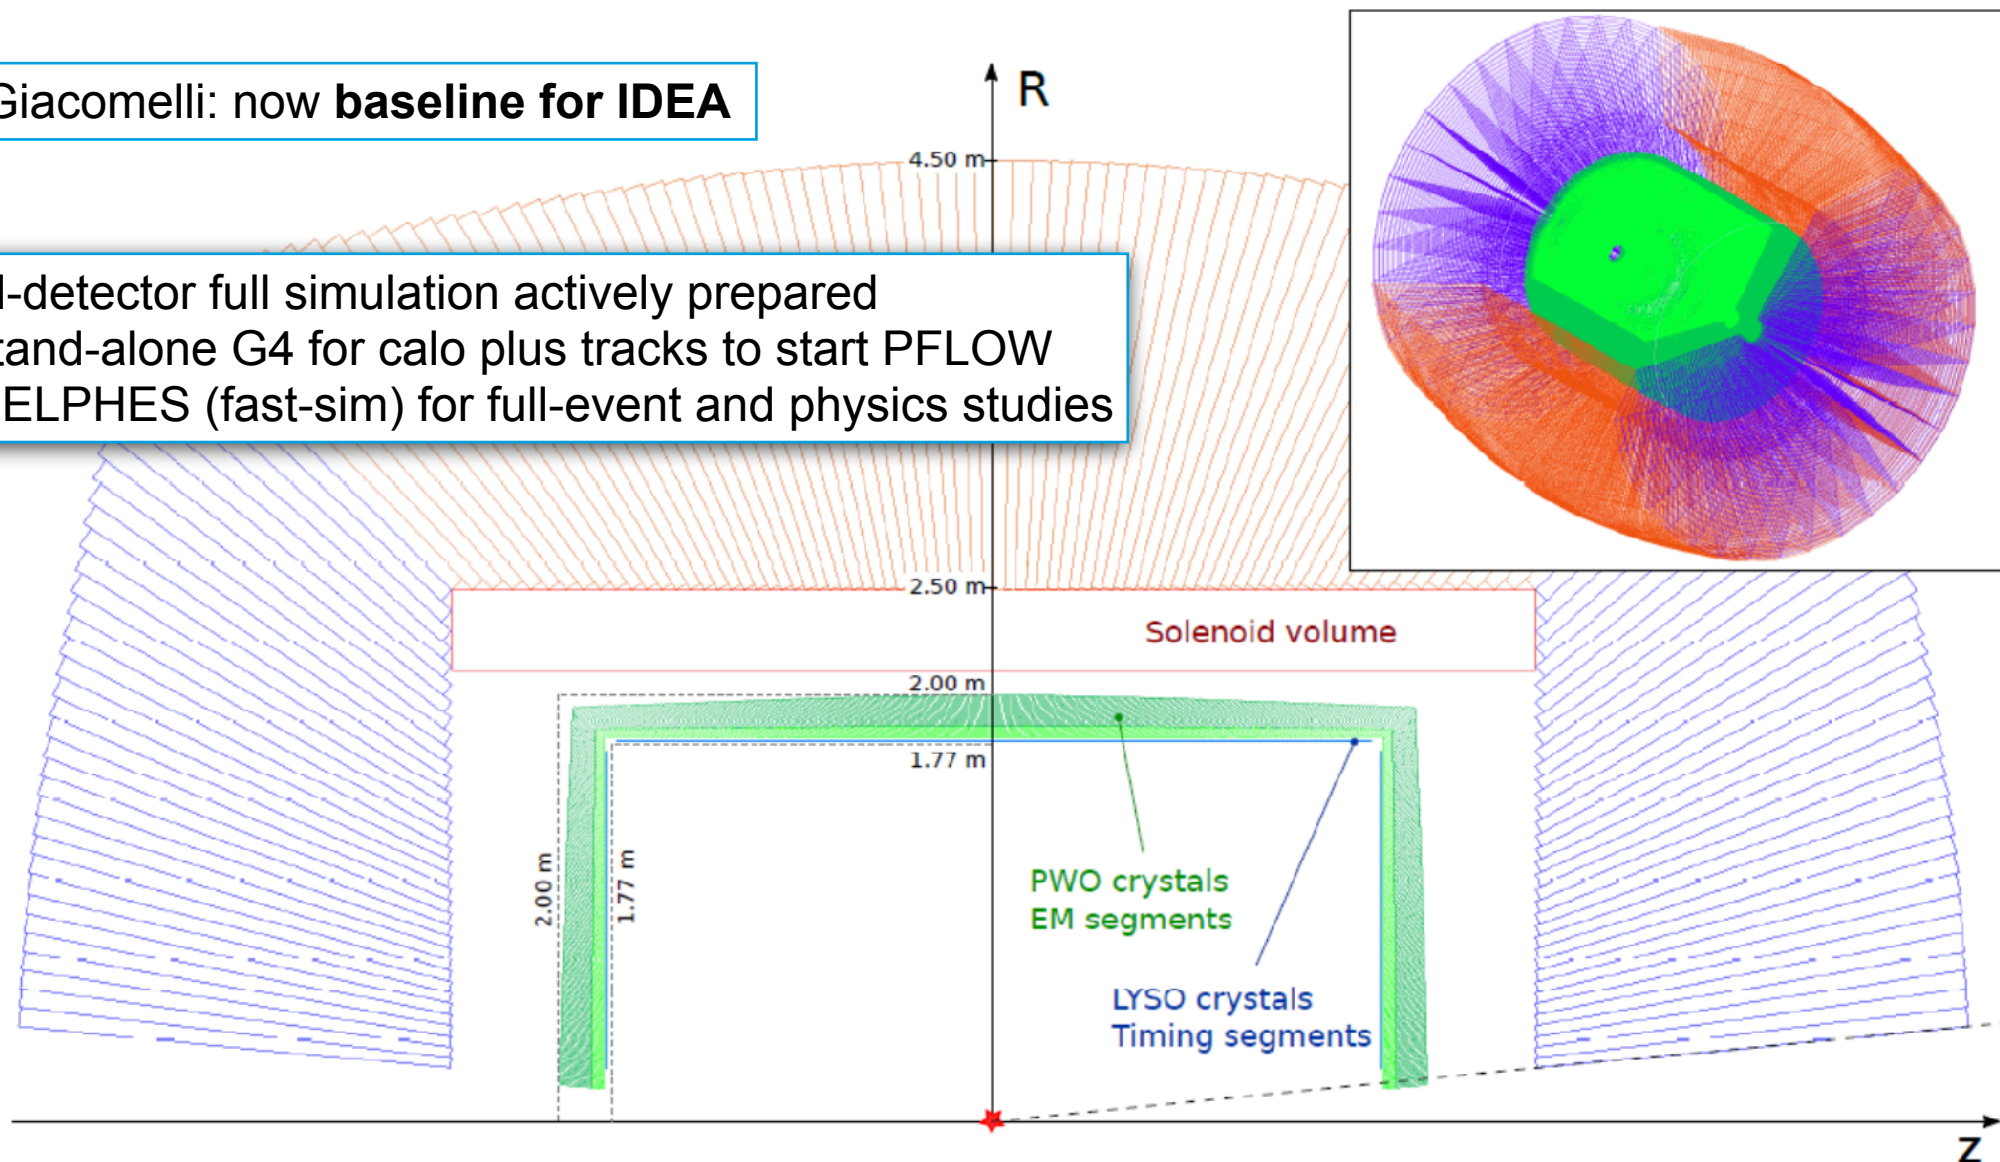 Giacomelli: now baseline for IDEA
R
4.50 m
l-detector full simulation actively prepared
tand-alone G4 for calo plus tracks to start PFLOW
ELPHES (fast-sim) for full-event and physics studies
2.50 m
Solenoid volume
2.00 m
1.77 m
2.00 m
1.77 m
PWO crystals
EM segments
LYSO crystals
Timing segments
Z